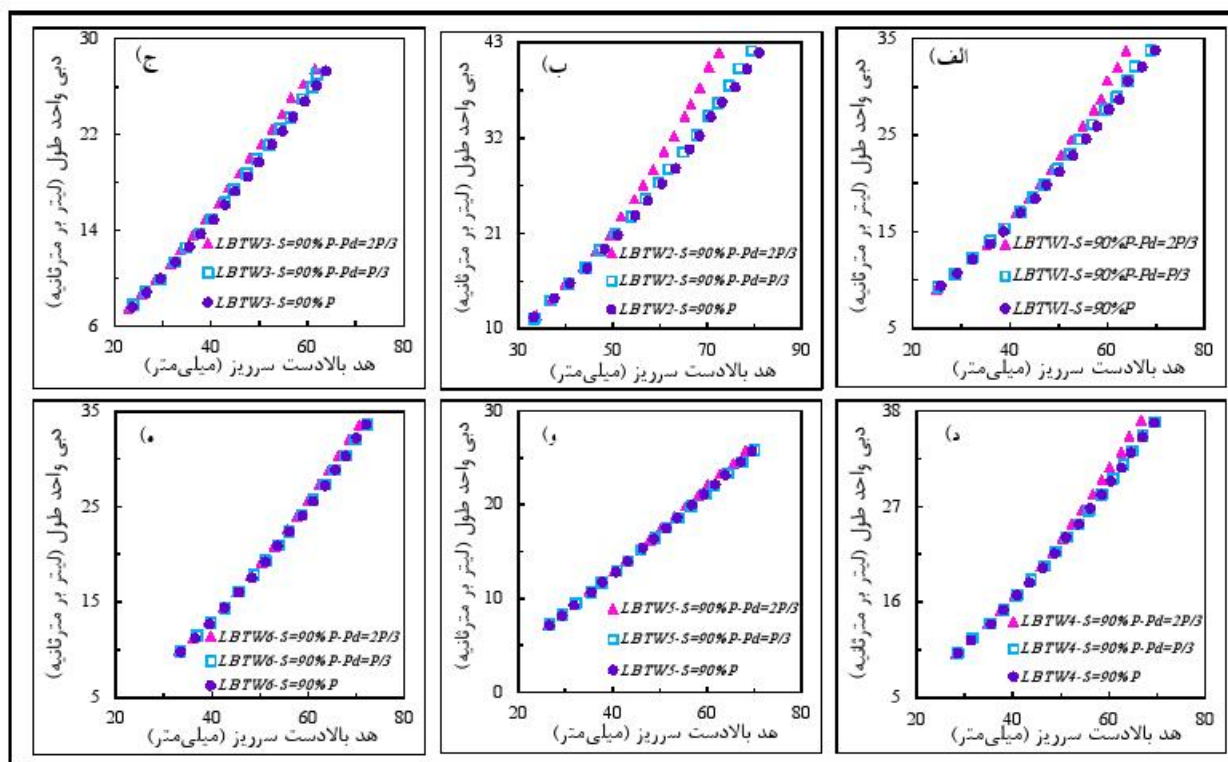 الف)
دبی واحد طول (لیتر بر مترثانیه)
35
25
15
5
LBTW1-S=90%P-Pd=2P/3
LBTW1-S=90%P-Pd=P/3
LBTW1-S=90%P
20 40 60 80
هد بالادست سرریز (میلی‌متر)
ب)
دبی واحد طول (لیتر بر مترثانیه)
43
32
21
10
LBTW2-S=90%P-Pd=2P/3
LBTW2-S=90%P-Pd=P/3
LBTW2-S=90%P
30 50 70 90
هد بالادست سرریز (میلی‌متر)
ج)
دبی واحد طول (لیتر بر مترثانیه)
30
22
14
6
LBTW3-S=90%P-Pd=2P/3
LBTW3-S=90%P-Pd=P/3
LBTW3-S=90%P
20 40 60 80
هد بالادست سرریز (میلی‌متر)
د)
دبی واحد طول (لیتر بر مترثانیه)
38
27
16
5
LBTW4-S=90%P-Pd=2P/3
LBTW4-S=90%P-Pd=P/3
LBTW4-S=90%P
20 40 60 80
هد بالادست سرریز (میلی‌متر)
و)
دبی واحد طول (لیتر بر مترثانیه)
30
20
10
0
LBTW5-S=90%P-Pd=2P/3
LBTW5-S=90%P-Pd=P/3
LBTW5-S=90%P
20 40 60 80
هد بالادست سرریز (میلی‌متر)
ه)
دبی واحد طول (لیتر بر مترثانیه)
35
25
15
5
LBTW6-S=90%P-Pd=2P/3
LBTW6-S=90%P-Pd=P/3
LBTW6-S=90%P
20 40 60 80
هد بالادست سرریز (میلی‌متر)